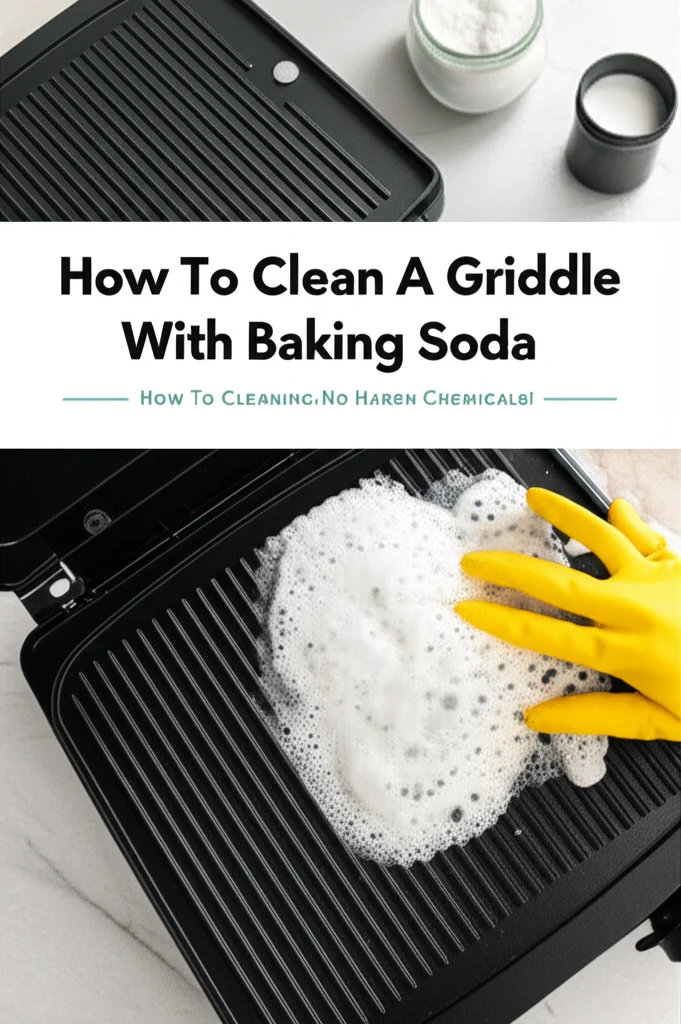 How To Clean A Griddle
With Baking Soda
How To Cleaning,No Haren Chemicals!